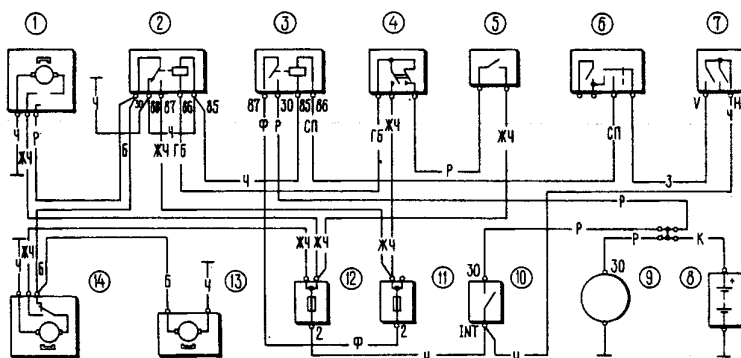 1 2 3 4 5 6 7
30 88 87 86 85
87 30 85 86
V H
Ч ЖЧ Р
Ч Б ЖЧ ГБ Ч
Ф Р СП
ГБ ЖЧ
Р ЖЧ
СП З Ч
Ч
Р
Р
Р К
Ч ЖЧ Б
Б Ч
ЖЧ ЖЧ ЖЧ
30 30
14 13 12 11 10 9 8
2 2 INT
Ф Ч Ч